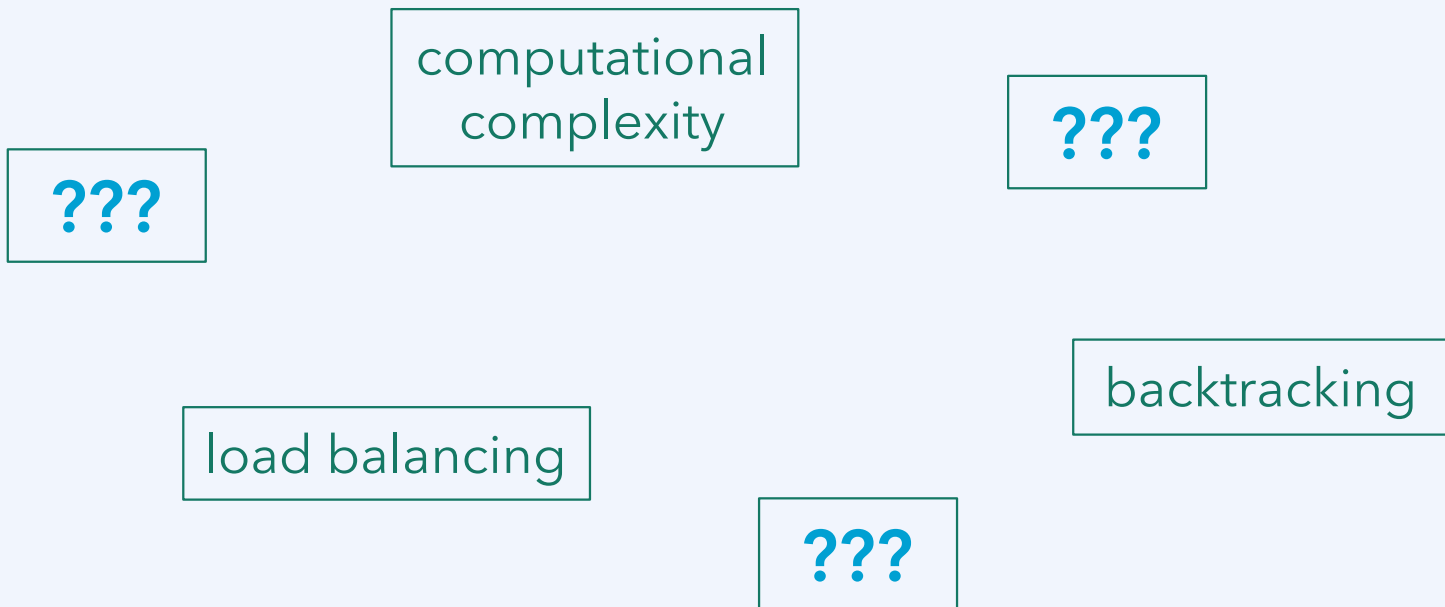 computational
complexity
???
???
backtracking
load balancing
???